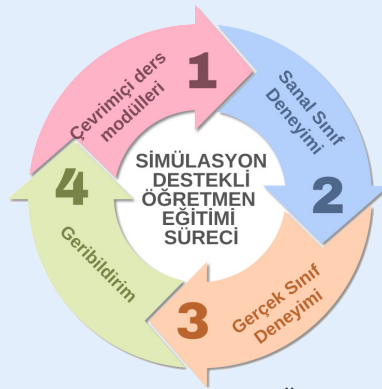 SİMÜLASYON
DESTEKLİ
ÖĞRETMEN
EĞİTİMİ
SÜRECİ
1
Çevrimiçi ders
modülleri
2
Sanal Sınıf
Deneyimi
3
Gerçek Sınıf
Deneyimi
4
Geribildirim